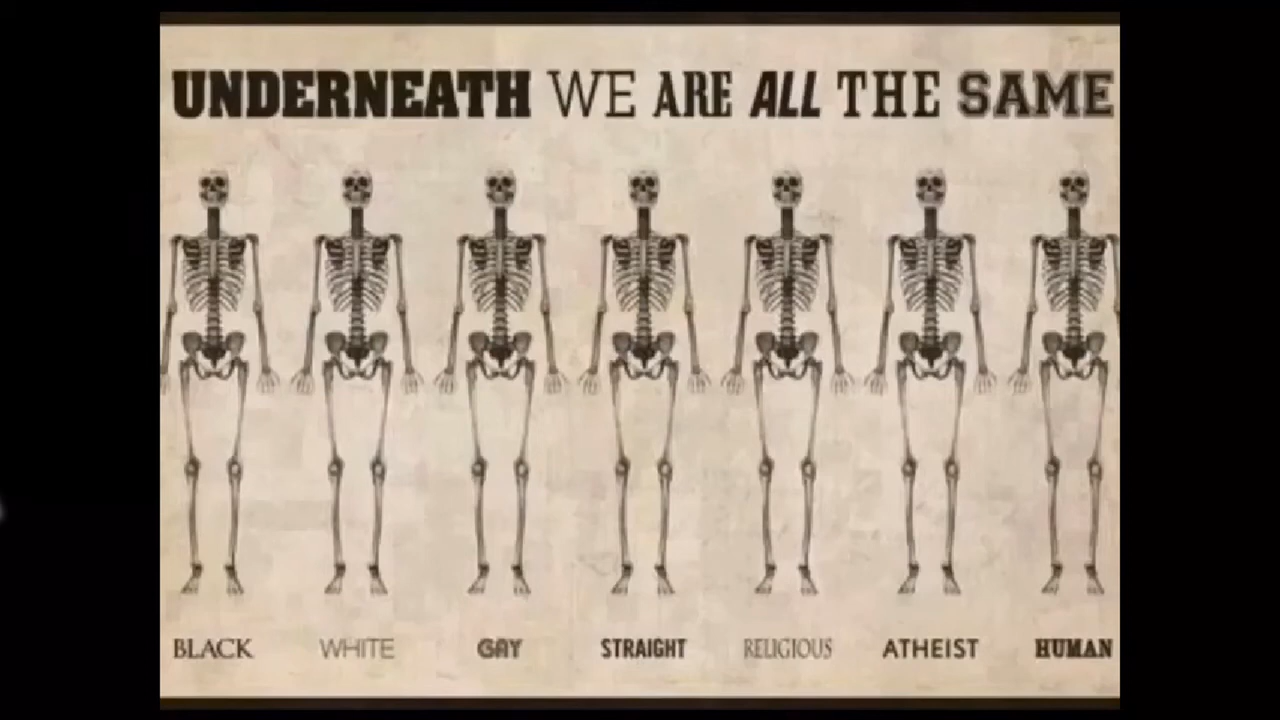 UNDERNEATH WE ARE ALL THE SAME
BLACK WHITE GAY STRAIGHT RELIGIOUS ATHEIST HUMAN